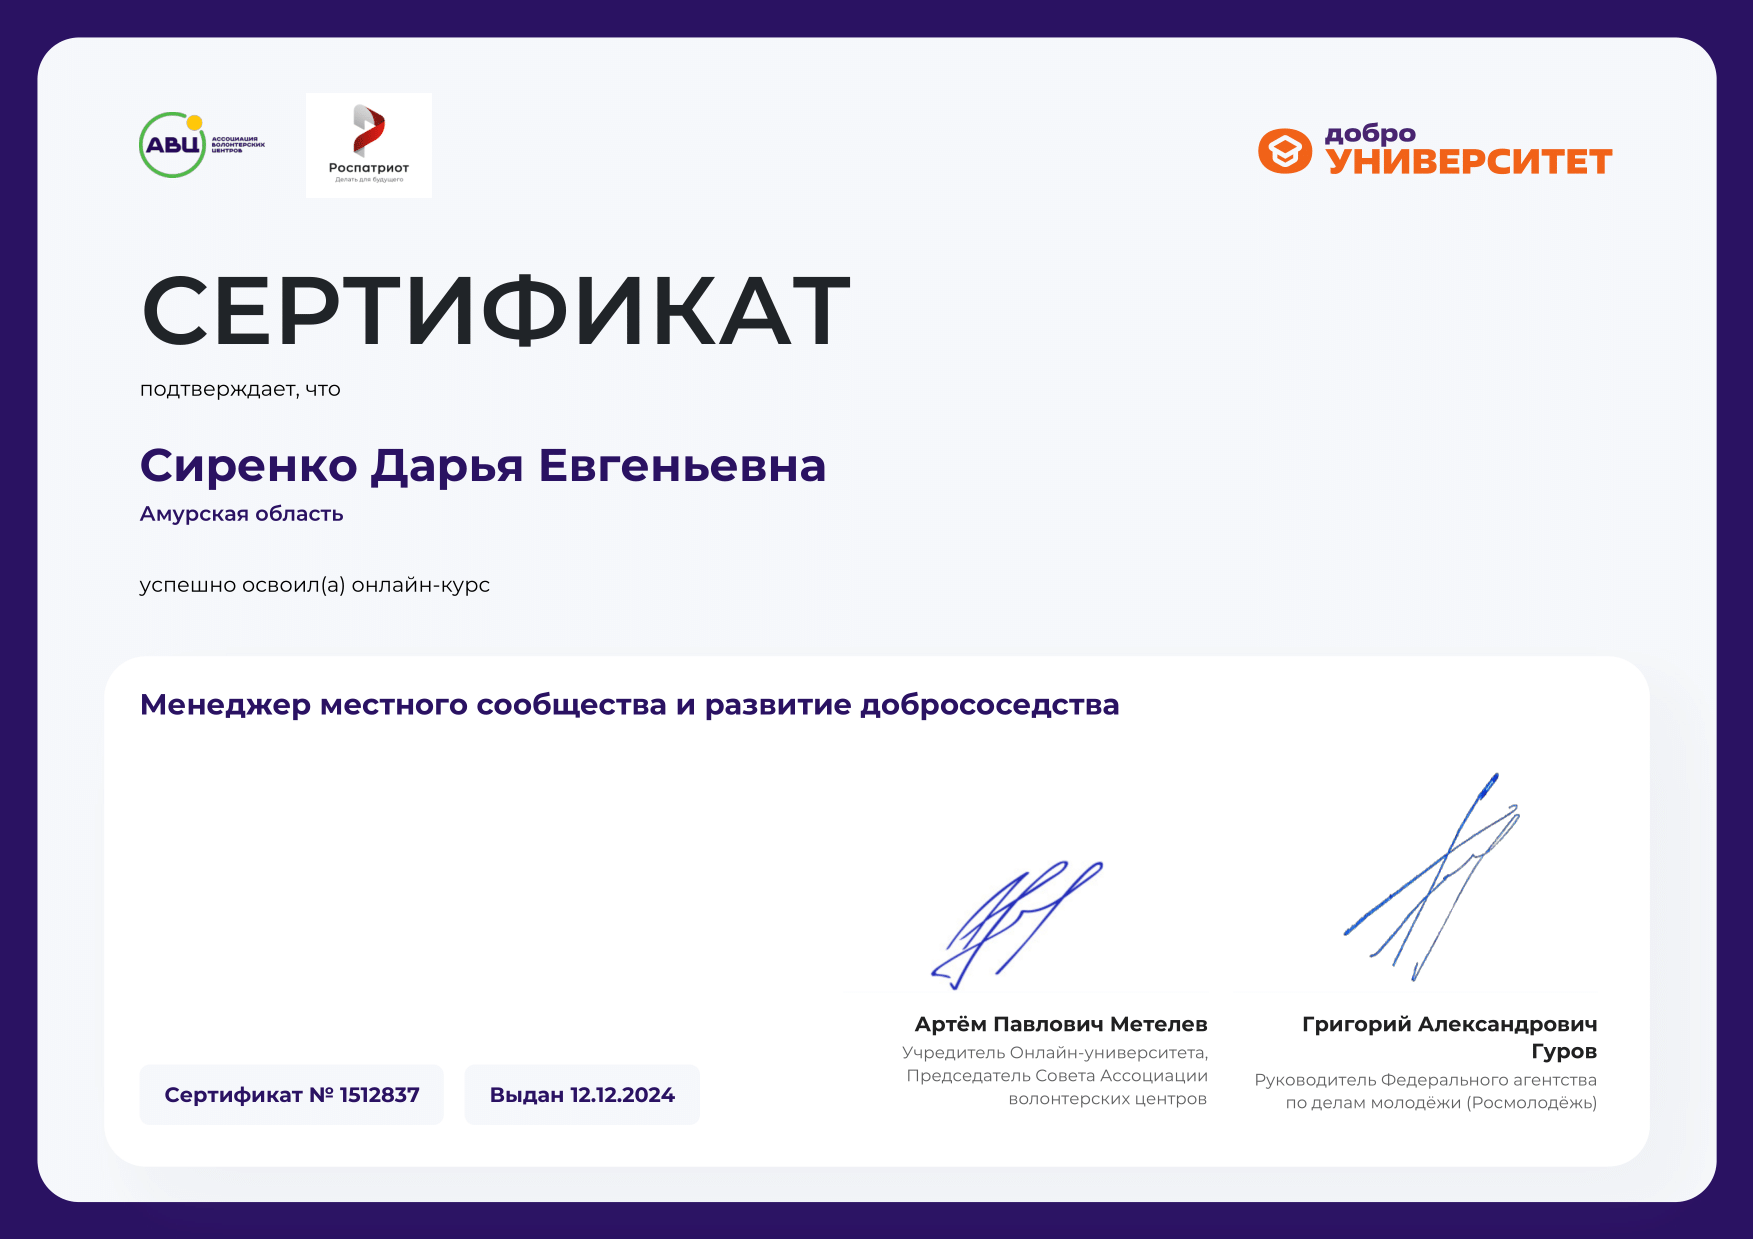 АВЦ
АССОЦИАЦИЯ
ВОЛОНТЕРСКИХ
ЦЕНТРОВ
Роспатриот
Делать для будущего
добро
УНИВЕРСИТЕТ
СЕРТИФИКАТ
подтверждает, что
Сиренко Дарья Евгеньевна
Амурская область
успешно освоил(а) онлайн-курс
Менеджер местного сообщества и развитие добрососедства
Артём Павлович Метелев
Учредитель Онлайн-университета,
Председатель Совета Ассоциации
волонтерских центров
Григорий Александрович
Гуров
Руководитель Федерального агентства
по делам молодёжи (Росмолодёжь)
Сертификат № 1512837
Выдан 12.12.2024